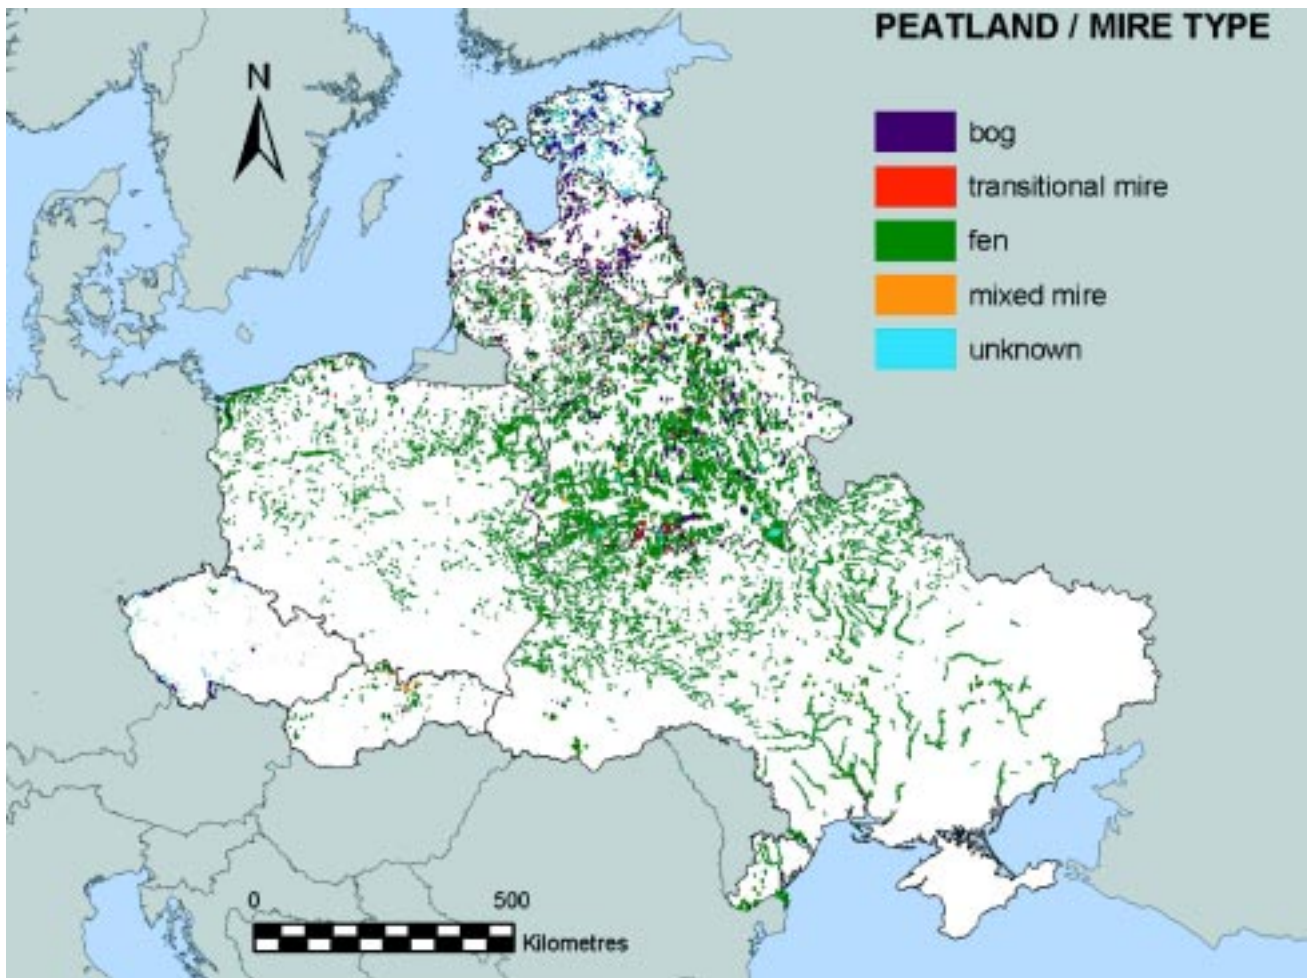 PEATLAND / MIRE TYPE
N
bog
transitional mire
fen
mixed mire
unknown
0 500
Kilometres